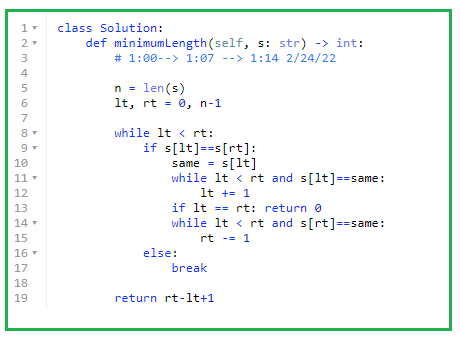 1 class Solution:
2     def minimumLength(self, s: str) -> int:
3         # 1:00--> 1:07 --> 1:14 2/24/22
4
5         n = len(s)
6         lt, rt = 0, n-1
7
8         while lt < rt:
9             if s[lt]==s[rt]:
10                 same = s[lt]
11                 while lt < rt and s[lt]==same:
12                     lt += 1
13                 if lt == rt: return 0
14                 while lt < rt and s[rt]==same:
15                     rt -= 1
16             else:
17                 break
18
19         return rt-lt+1